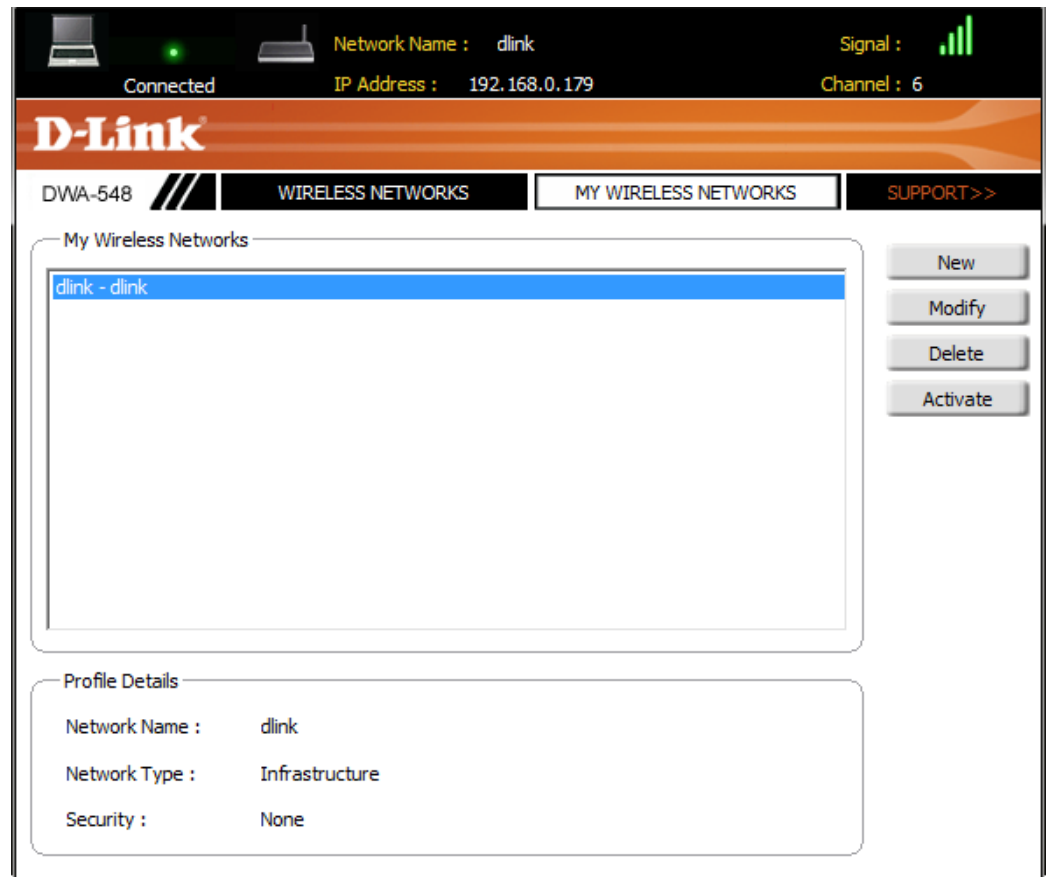 Network Name : dlink Signal :
Connected IP Address : 192.168.0.179 Channel : 6
D-Link
DWA-548 WIRELESS NETWORKS MY WIRELESS NETWORKS SUPPORT>>
My Wireless Networks
dlink - dlink
New
Modify
Delete
Activate
Profile Details
Network Name : dlink
Network Type : Infrastructure
Security : None